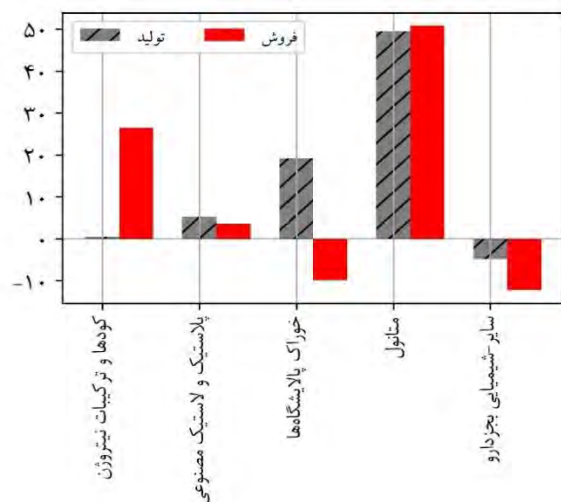 تولید
فروش
۵۰
۴۰
۳۰
۲۰
۱۰
۰
-۱۰
کودها و ترکیبات نیتروژن
پلاستیک و لاستیک مصنوعی
خوراک پالایشگاه‌ها
متانول
سایر-شیمیایی بجزدارو